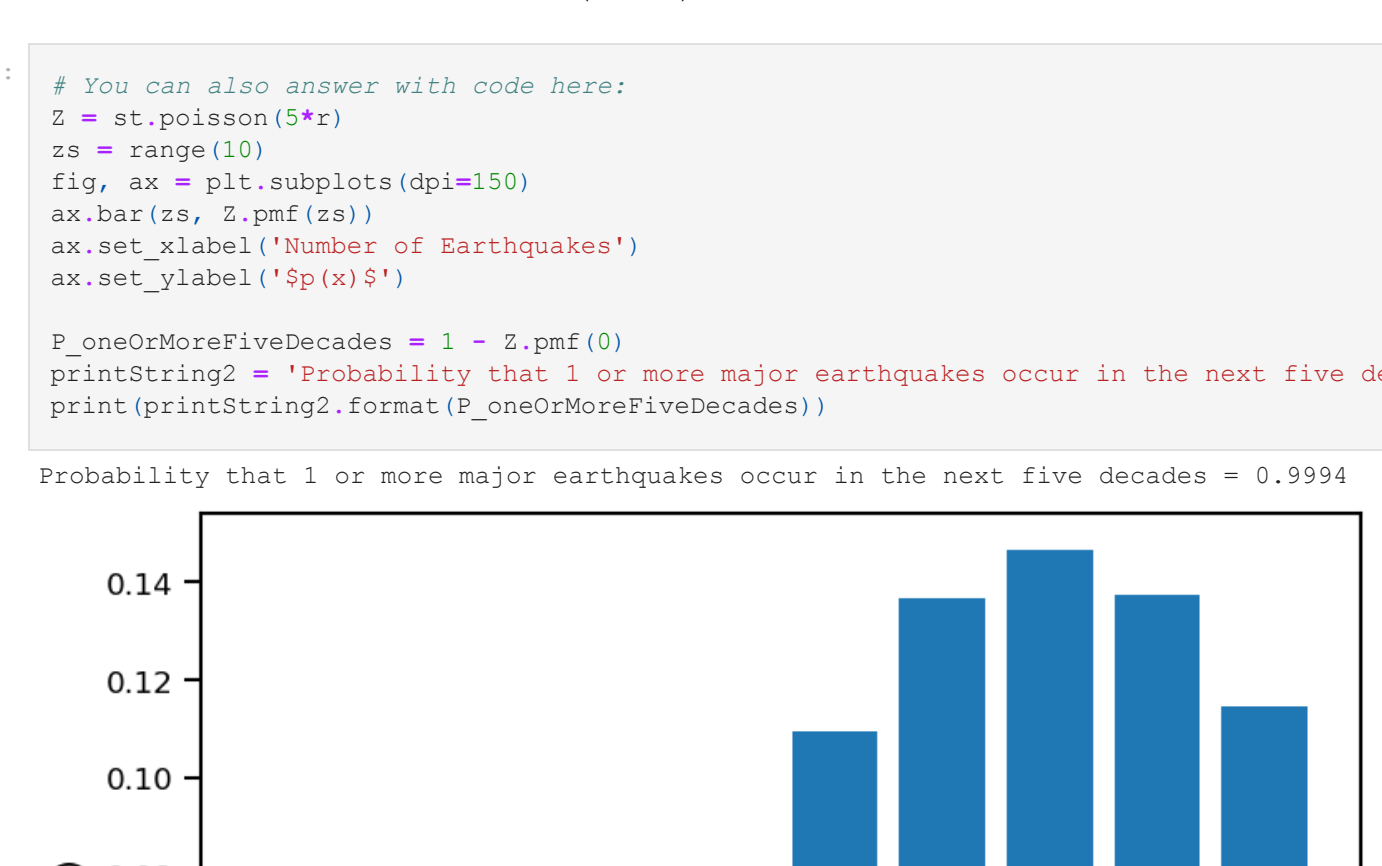 :
# You can also answer with code here:
Z = st.poisson(5*r)
zs = range(10)
fig, ax = plt.subplots(dpi=150)
ax.bar(zs, Z.pmf(zs))
ax.set_xlabel('Number of Earthquakes')
ax.set_ylabel('$p(x)$')
P_oneOrMoreFiveDecades = 1 - Z.pmf(0)
printString2 = 'Probability that 1 or more major earthquakes occur in the next five de
print(printString2.format(P_oneOrMoreFiveDecades))
Probability that 1 or more major earthquakes occur in the next five decades = 0.9994
0.14
0.12
0.10